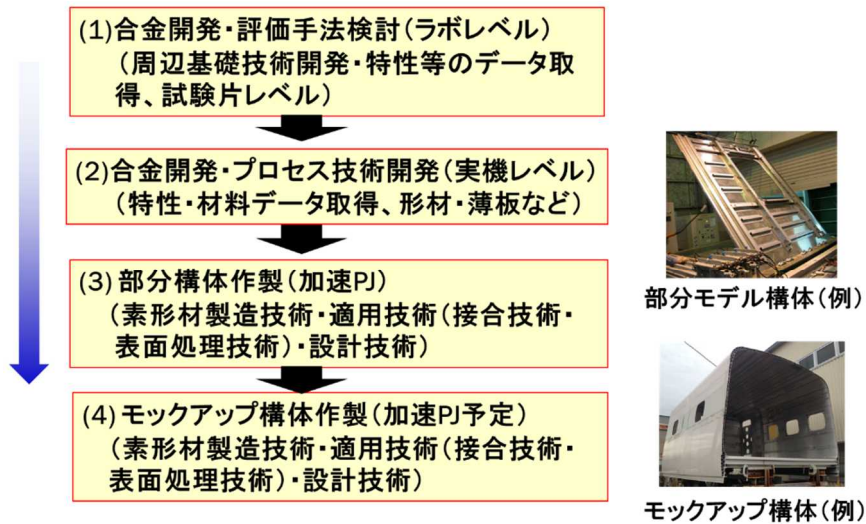 (1)合金開発・評価手法検討(ラボレベル)
(周辺基礎技術開発・特性等のデータ取
得、試験片レベル)
(2)合金開発・プロセス技術開発(実機レベル)
(特性・材料データ取得、形材・薄板など)
(3)部分構体作製(加速PJ)
(素形材製造技術・適用技術(接合技術・
表面処理技術)・設計技術)
(4)モックアップ構体作製(加速PJ予定)
(素形材製造技術・適用技術(接合技術・
表面処理技術)・設計技術)
部分モデル構体(例)
モックアップ構体(例)